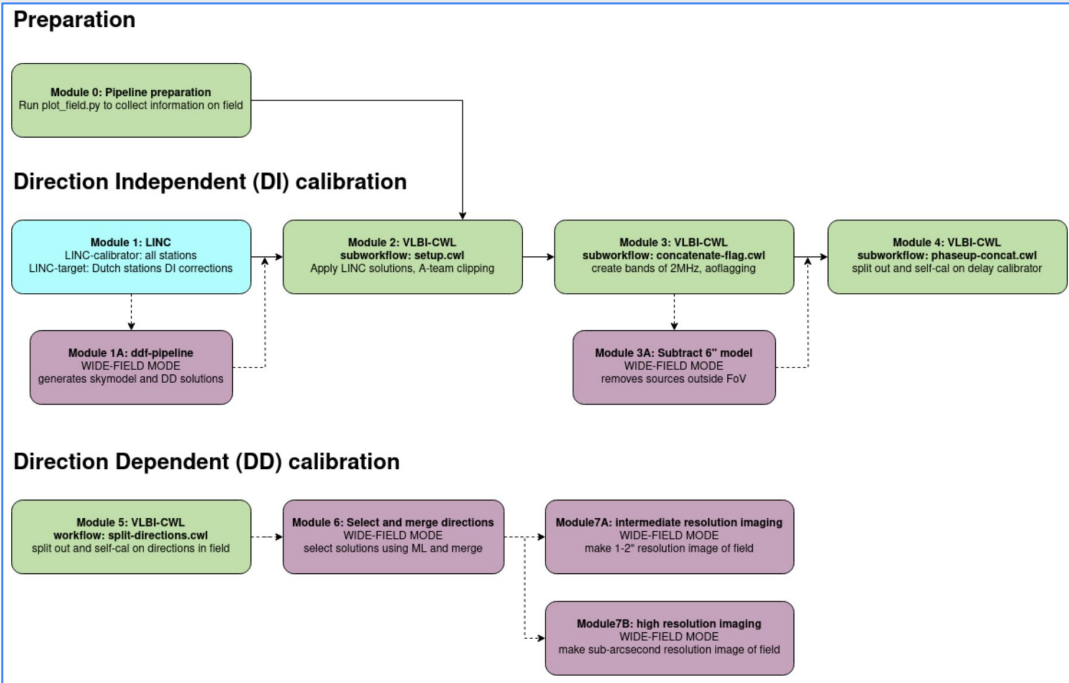 Preparation
Module 0: Pipeline preparation
Run plot_field.py to collect information on field
Direction Independent (DI) calibration
Module 1: LINC
LINC-calibrator: all stations
LINC-target: Dutch stations DI corrections
Module 2: VLBI-CWL
subworkflow: setup.cwl
Apply LINC solutions, A-team clipping
Module 3: VLBI-CWL
subworkflow: concatenate-flag.cwl
create bands of 2MHz, aoflagging
Module 4: VLBI-CWL
subworkflow: phaseup-concat.cwl
split out and self-cal on delay calibrator
Module 1A: ddf-pipeline
WIDE-FIELD MODE
generates skymodel and DD solutions
Module 3A: Subtract 6" model
WIDE-FIELD MODE
removes sources outside FoV
Direction Dependent (DD) calibration
Module 5: VLBI-CWL
workflow: split-directions.cwl
split out and self-cal on directions in field
Module 6: Select and merge directions
WIDE-FIELD MODE
select solutions using ML and merge
Module7A: intermediate resolution imaging
WIDE-FIELD MODE
make 1-2" resolution image of field
Module7B: high resolution imaging
WIDE-FIELD MODE
make sub-arcsecond resolution image of field